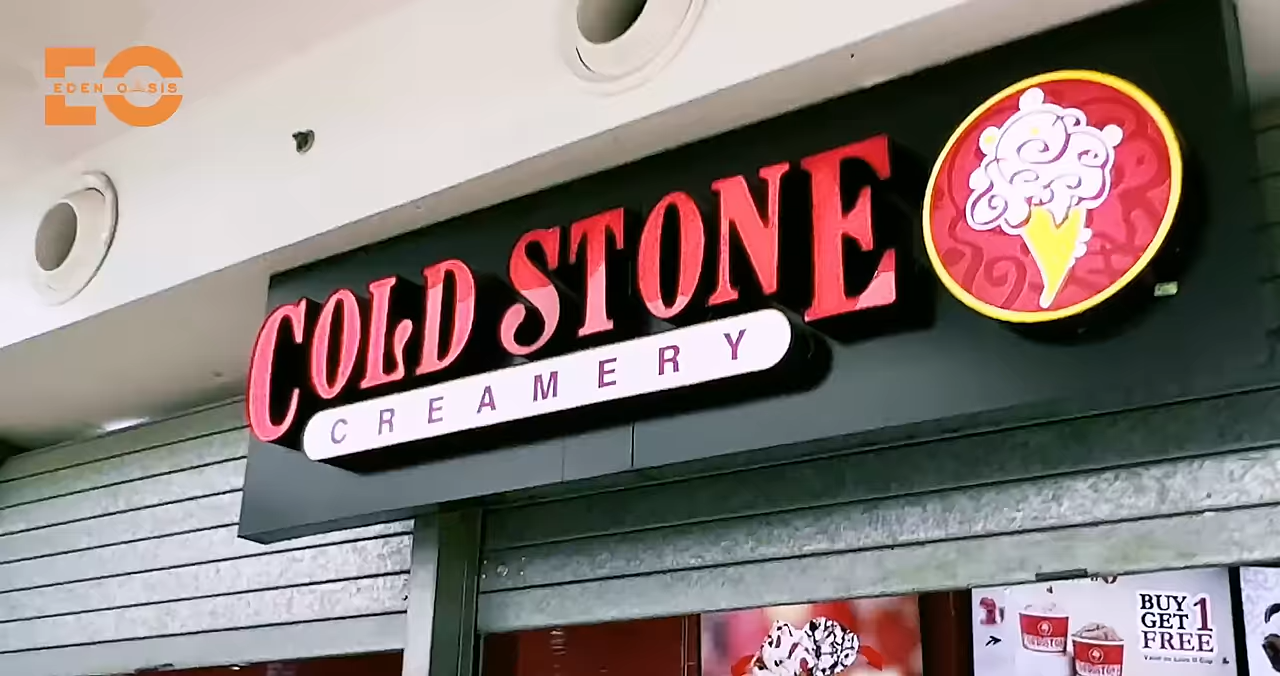 EO
EDEN OASIS
COLD STONE
CREAMERY
BUY 1
GET
FREE